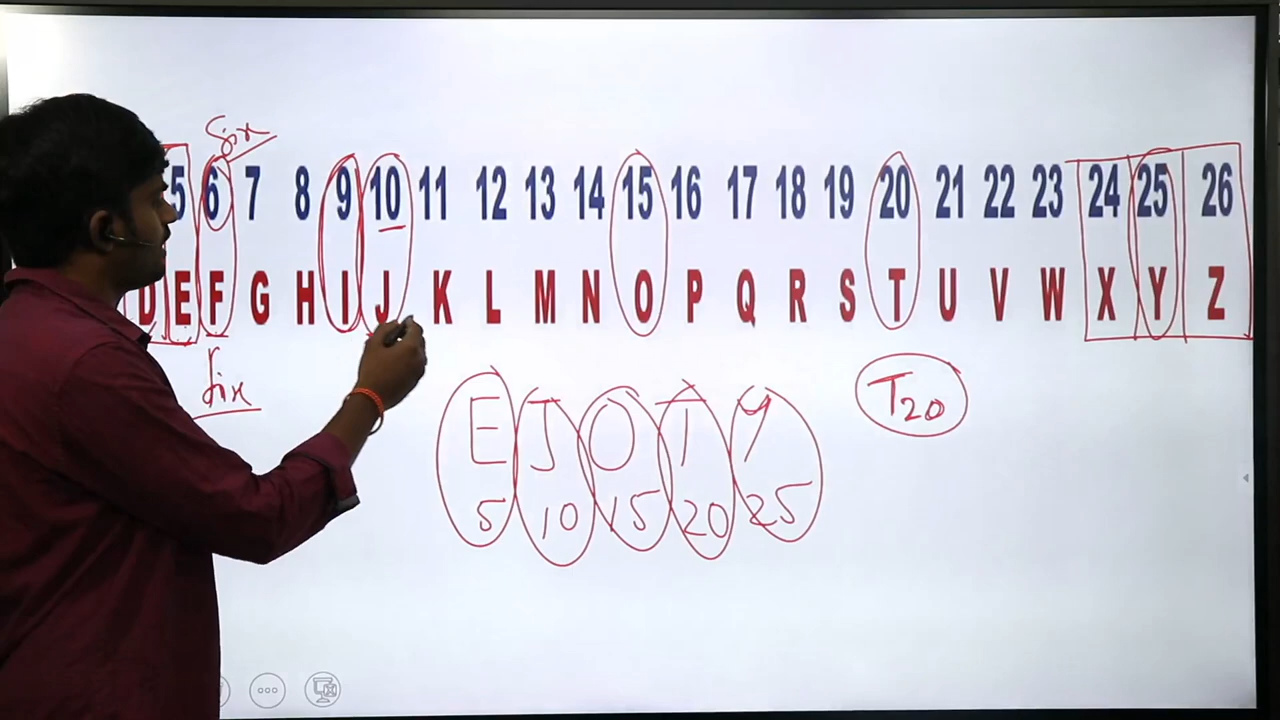 Six
5 6 7 8 9 10 11 12 13 14 15 16 17 18 19 20 21 22 23 24 25 26
D E F G H I J K L M N O P Q R S T U V W X Y Z
E J O T Y
T20
5 10 15 20 25